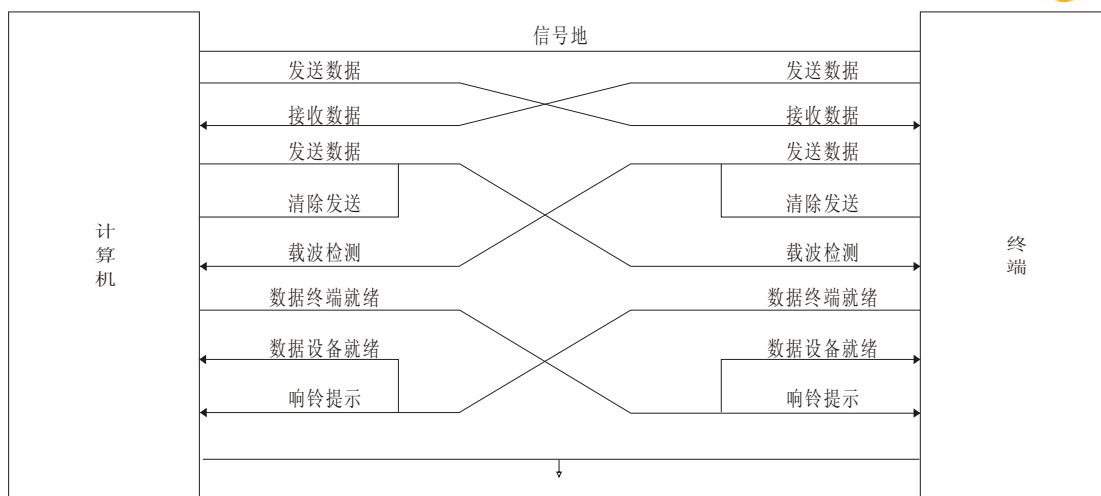 信号地
发送数据 发送数据
接收数据 接收数据
发送数据 发送数据
清除发送 清除发送
载波检测 载波检测
数据终端就绪 数据终端就绪
数据设备就绪 数据设备就绪
响铃提示 响铃提示
计算机
终端